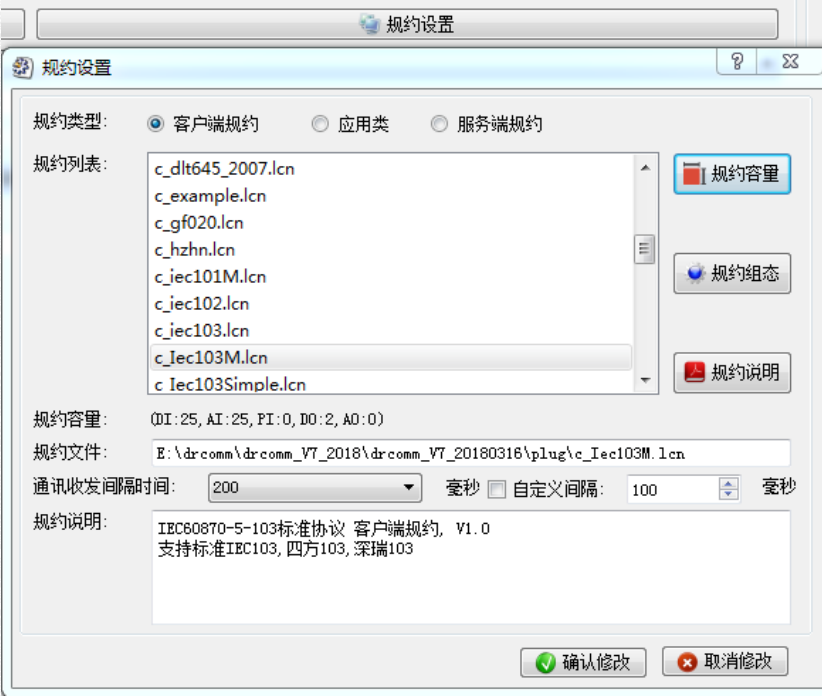 规约设置
规约设置
规约类型: 客户端规约 应用类 服务端规约
规约列表:
c_dlt645_2007.lcn
c_example.lcn
c_gf020.lcn
c_hzhn.lcn
c_iec101M.lcn
c_iec102.lcn
c_iec103.lcn
c_Iec103M.lcn
c_Iec103Simple.lcn
规约容量
规约组态
规约说明
规约容量: (DI:25,AI:25,PI:0,DO:2,AO:0)
规约文件: E:\drcomm\drcomm_V7_2018\drcomm_V7_20180316\plug\c_Iec103M.lcn
通讯收发间隔时间: 200 毫秒 自定义间隔: 100 毫秒
规约说明: IEC60870-5-103标准协议 客户端规约, V1.0
支持标准IEC103,四方103,深瑞103
确认修改 取消修改